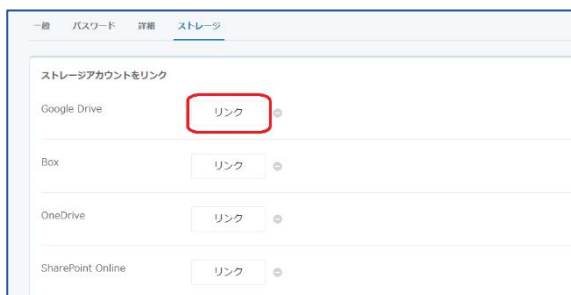 一般 パスワード 詳細 ストレージ
ストレージアカウントをリンク
Google Drive リンク
Box リンク
OneDrive リンク
SharePoint Online リンク